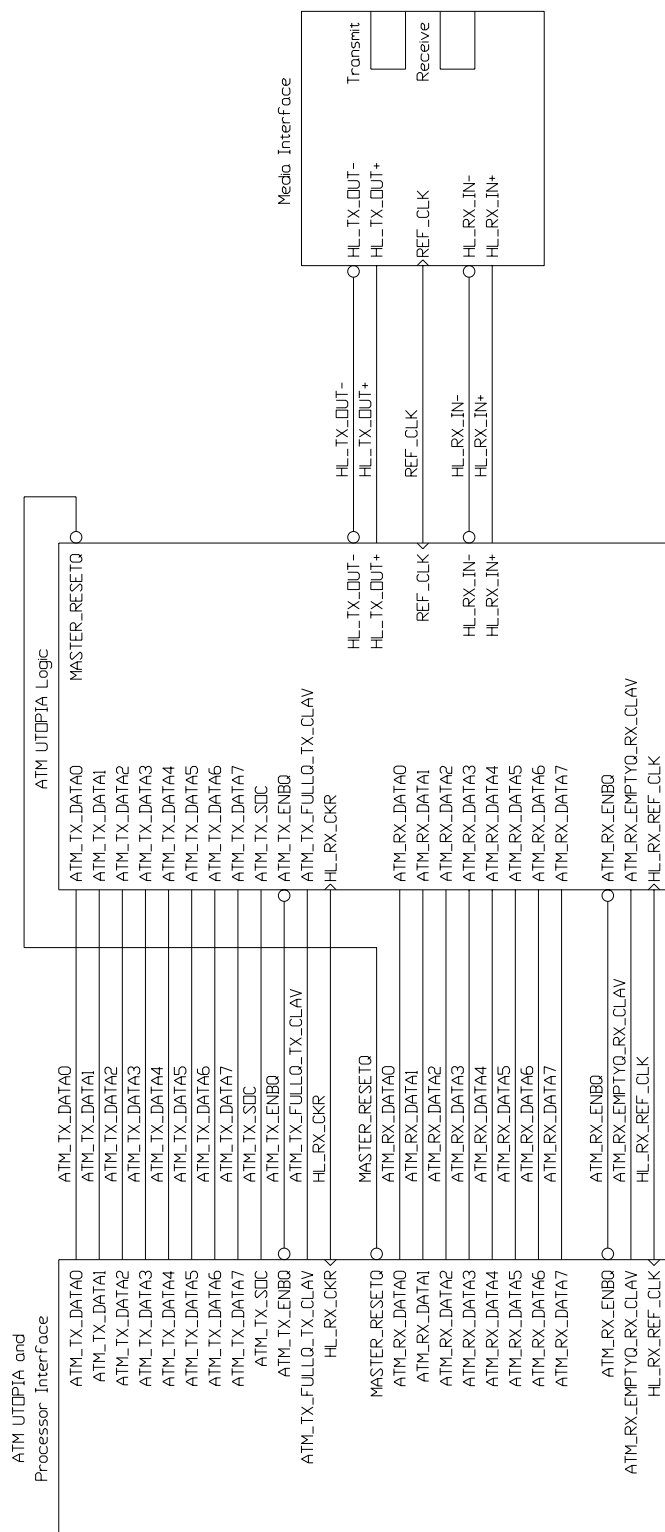 ATM UTOPIA and
Processor Interface
ATM_TX_DATA0
ATM_TX_DATA1
ATM_TX_DATA2
ATM_TX_DATA3
ATM_TX_DATA4
ATM_TX_DATA5
ATM_TX_DATA6
ATM_TX_DATA7
ATM_TX_SOC
ATM_TX_ENBQ
ATM_TX_FULLQ_TX_CLAV
HL_RX_CKR
MASTER_RESETQ
ATM_RX_DATA0
ATM_RX_DATA1
ATM_RX_DATA2
ATM_RX_DATA3
ATM_RX_DATA4
ATM_RX_DATA5
ATM_RX_DATA6
ATM_RX_DATA7
ATM_RX_ENBQ
ATM_RX_EMPTYQ_RX_CLAV
HL_RX_REF_CLK
ATM_TX_DATA0
ATM_TX_DATA1
ATM_TX_DATA2
ATM_TX_DATA3
ATM_TX_DATA4
ATM_TX_DATA5
ATM_TX_DATA6
ATM_TX_DATA7
ATM_TX_SOC
ATM_TX_ENBQ
ATM_TX_FULLQ_TX_CLAV
HL_RX_CKR
MASTER_RESETQ
ATM_RX_DATA0
ATM_RX_DATA1
ATM_RX_DATA2
ATM_RX_DATA3
ATM_RX_DATA4
ATM_RX_DATA5
ATM_RX_DATA6
ATM_RX_DATA7
ATM_RX_ENBQ
ATM_RX_EMPTYQ_RX_CLAV
HL_RX_REF_CLK
ATM UTOPIA Logic
ATM_TX_DATA0
ATM_TX_DATA1
ATM_TX_DATA2
ATM_TX_DATA3
ATM_TX_DATA4
ATM_TX_DATA5
ATM_TX_DATA6
ATM_TX_DATA7
ATM_TX_SOC
ATM_TX_ENBQ
ATM_TX_FULLQ_TX_CLAV
HL_RX_CKR
ATM_RX_DATA0
ATM_RX_DATA1
ATM_RX_DATA2
ATM_RX_DATA3
ATM_RX_DATA4
ATM_RX_DATA5
ATM_RX_DATA6
ATM_RX_DATA7
ATM_RX_ENBQ
ATM_RX_EMPTYQ_RX_CLAV
HL_RX_REF_CLK
MASTER_RESETQ
HL_TX_OUT-
HL_TX_OUT+
REF_CLK
HL_RX_IN-
HL_RX_IN+
HL_TX_OUT-
HL_TX_OUT+
REF_CLK
HL_RX_IN-
HL_RX_IN+
Media Interface
HL_TX_OUT-
HL_TX_OUT+
REF_CLK
HL_RX_IN-
HL_RX_IN+
Transmit
Receive